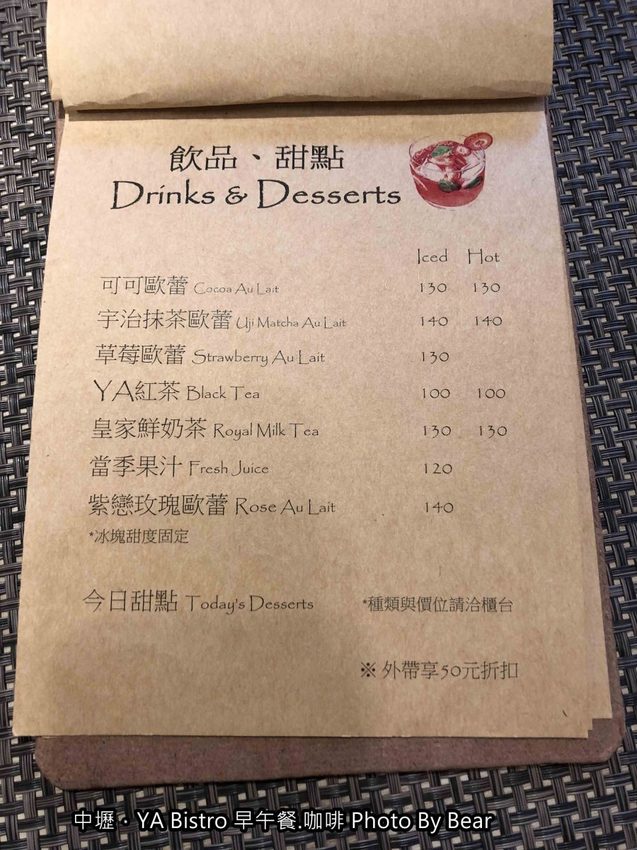 飲品、甜點
Drinks & Desserts
Iced Hot
可可歐蕾 Cocoa Au Lait 130 130
宇治抹茶歐蕾 Uji Matcha Au Lait 140 140
草莓歐蕾 Strawberry Au Lait 130
YA紅茶 Black Tea 100 100
皇家鮮奶茶 Royal Milk Tea 130 130
當季果汁 Fresh Juice 120
紫戀玫瑰歐蕾 Rose Au Lait 140
*冰塊甜度固定
今日甜點 Today's Desserts *種類與價位請洽櫃台
※ 外帶享50元折扣
中壢・YA Bistro 早午餐.咖啡 Photo By Bear